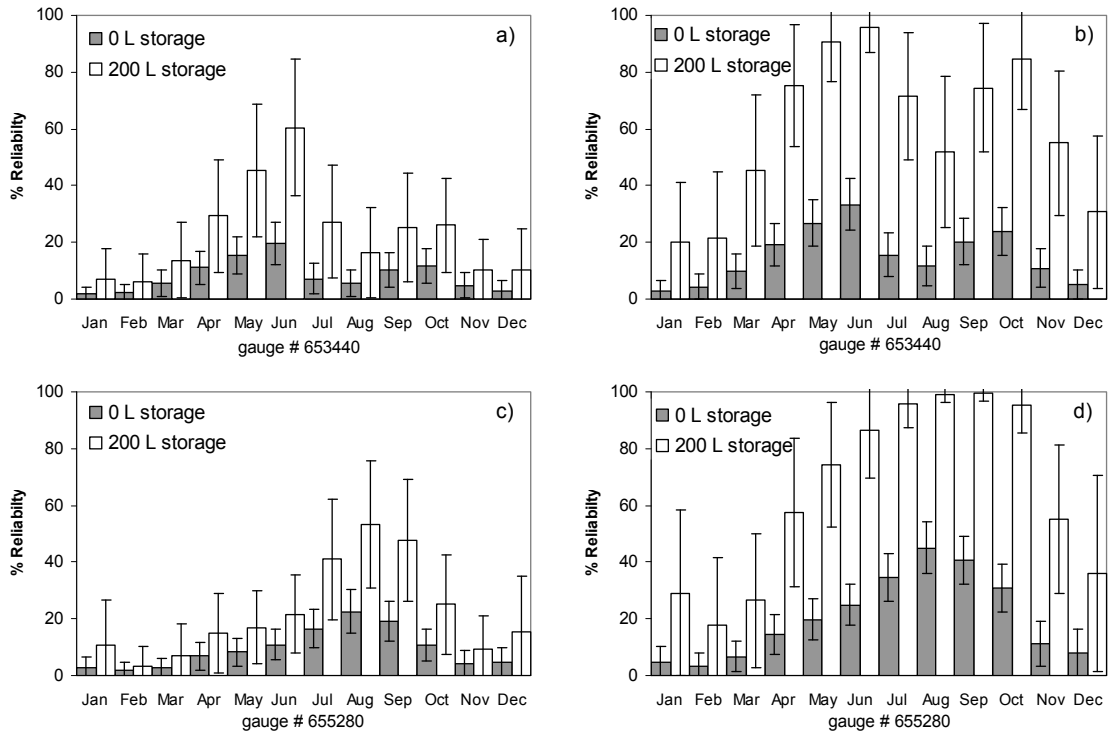 a)
0 L storage
200 L storage
% Reliabilty
100
80
60
40
20
0
Jan Feb Mar Apr May Jun Jul Aug Sep Oct Nov Dec
gauge # 653440
b)
0 L storage
200 L storage
% Reliabilty
100
80
60
40
20
0
Jan Feb Mar Apr May Jun Jul Aug Sep Oct Nov Dec
gauge # 653440
c)
0 L storage
200 L storage
% Reliabilty
100
80
60
40
20
0
Jan Feb Mar Apr May Jun Jul Aug Sep Oct Nov Dec
gauge # 655280
d)
0 L storage
200 L storage
% Reliabilty
100
80
60
40
20
0
Jan Feb Mar Apr May Jun Jul Aug Sep Oct Nov Dec
gauge # 655280